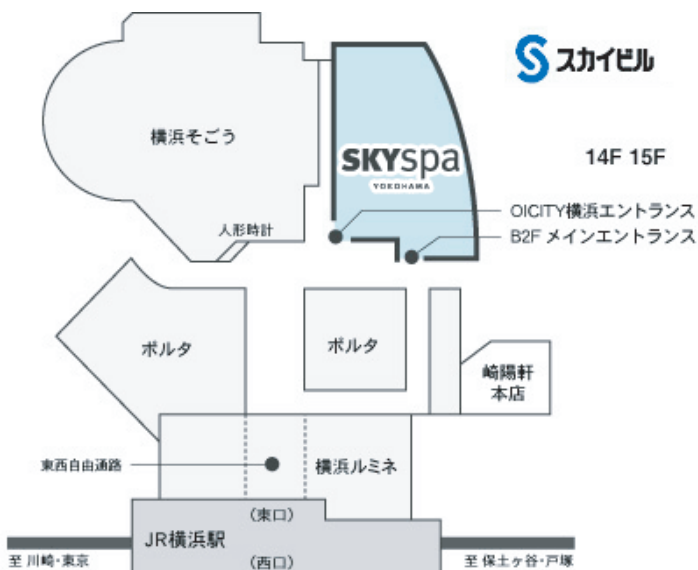 スカイビル
横浜そごう
SKYspa
YOKOHAMA
14F 15F
OICITY横浜エントランス
人形時計
B2F メインエントランス
ポルタ
ポルタ
崎陽軒
本店
東西自由通路
横浜ルミネ
(東口)
JR横浜駅
(西口)
至 川崎・東京
至 保土ヶ谷・戸塚